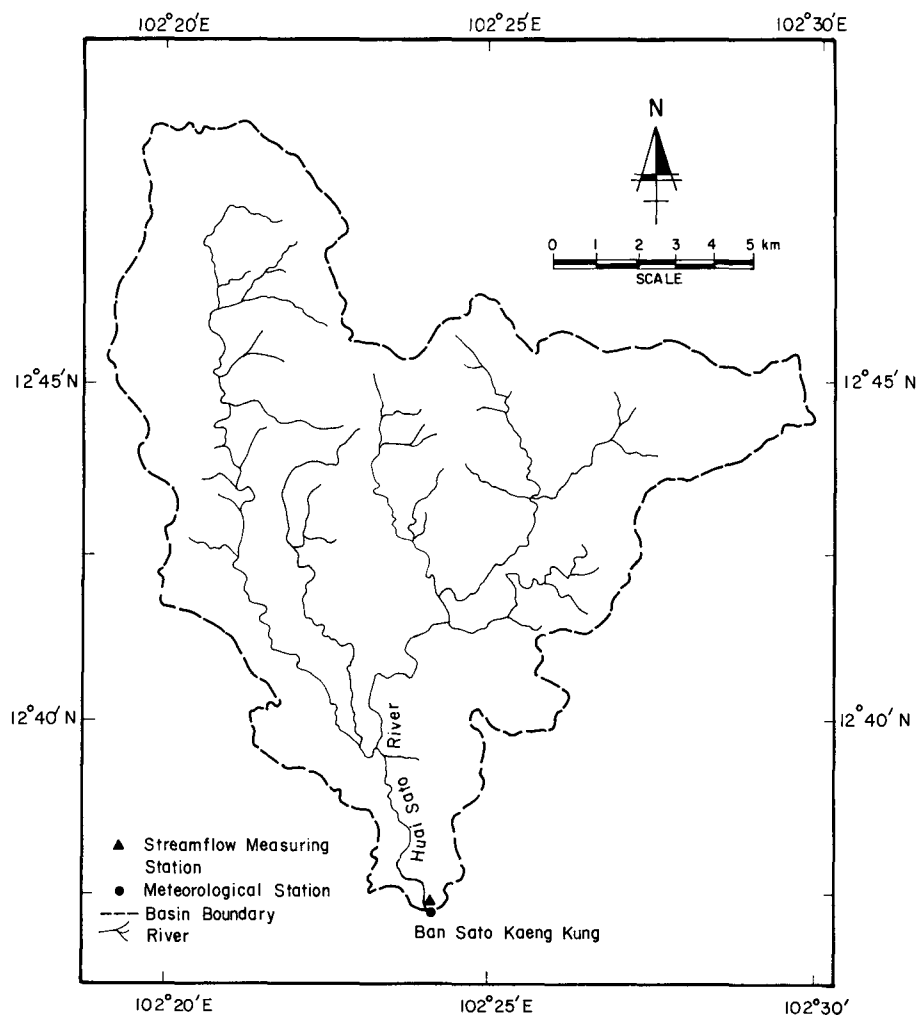 102°20'E 102°25'E 102°30'E
N
0 1 2 3 4 5 km
SCALE
12°45' N 12°45' N
12°40' N 12°40' N
Huai Sato River
▲ Streamflow Measuring
Station
● Meteorological Station
Basin Boundary
River
Ban Sato Kaeng Kung
102°20'E 102°25'E 102°30'